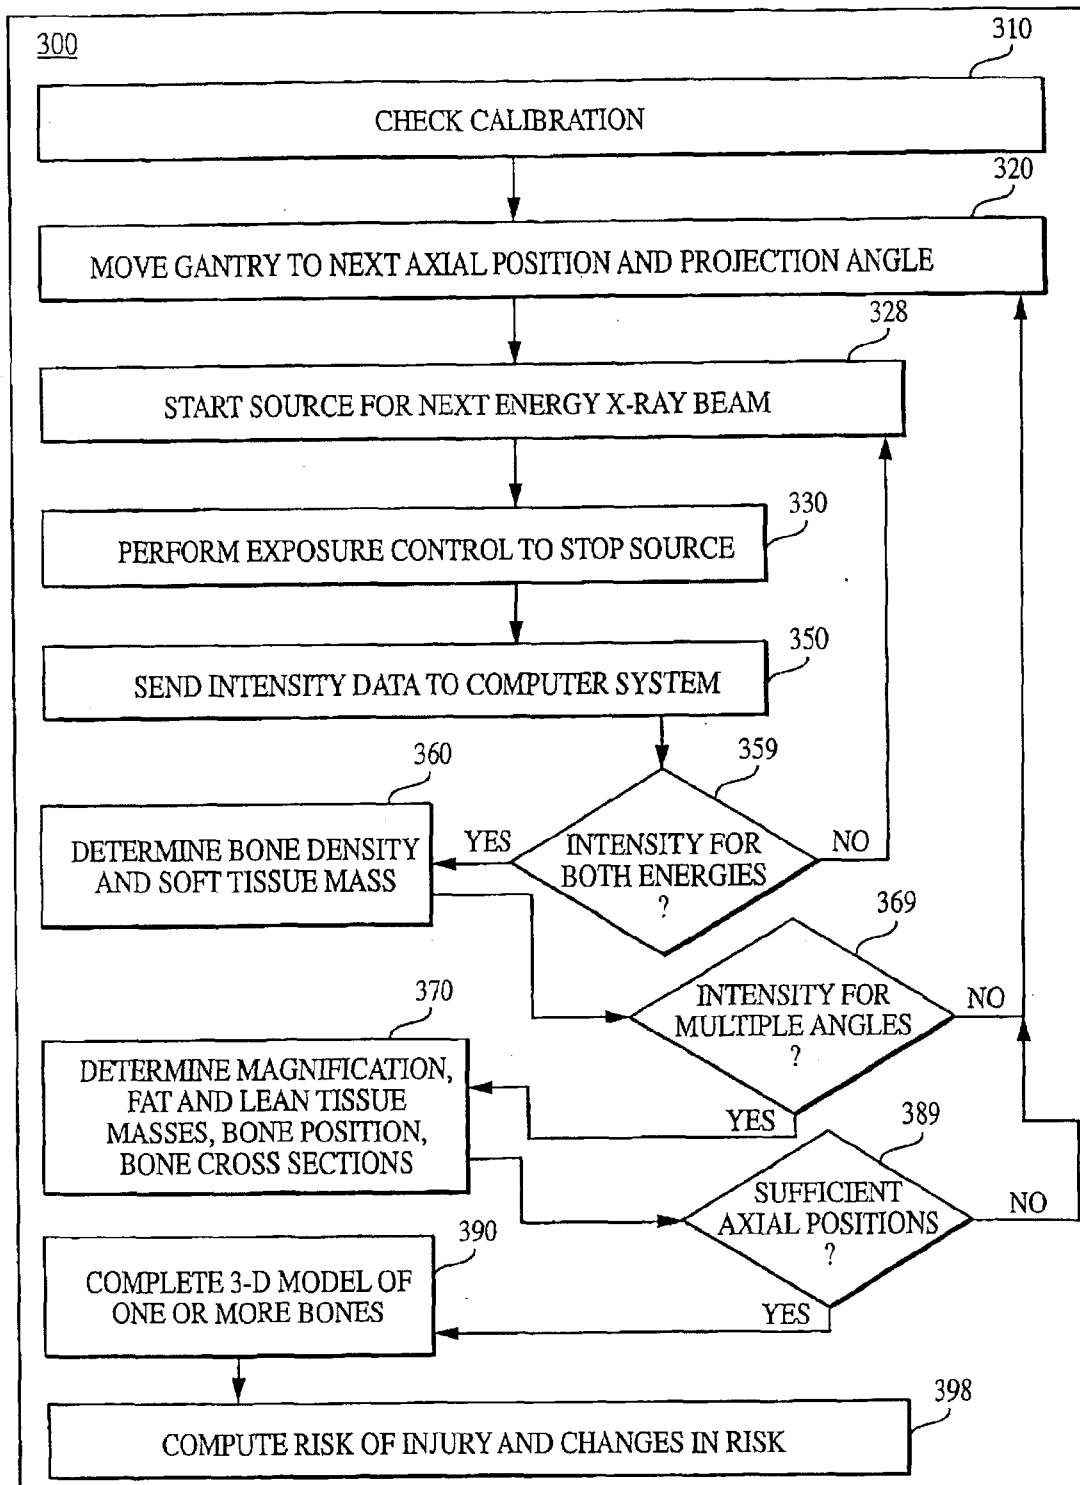 300
310
CHECK CALIBRATION
320
MOVE GANTRY TO NEXT AXIAL POSITION AND PROJECTION ANGLE
328
START SOURCE FOR NEXT ENERGY X-RAY BEAM
330
PERFORM EXPOSURE CONTROL TO STOP SOURCE
350
SEND INTENSITY DATA TO COMPUTER SYSTEM
359
INTENSITY FOR
BOTH ENERGIES
?
YES
NO
360
DETERMINE BONE DENSITY
AND SOFT TISSUE MASS
369
INTENSITY FOR
MULTIPLE ANGLES
?
NO
YES
370
DETERMINE MAGNIFICATION,
FAT AND LEAN TISSUE
MASSES, BONE POSITION,
BONE CROSS SECTIONS
389
SUFFICIENT
AXIAL POSITIONS
?
NO
YES
390
COMPLETE 3-D MODEL OF
ONE OR MORE BONES
398
COMPUTE RISK OF INJURY AND CHANGES IN RISK